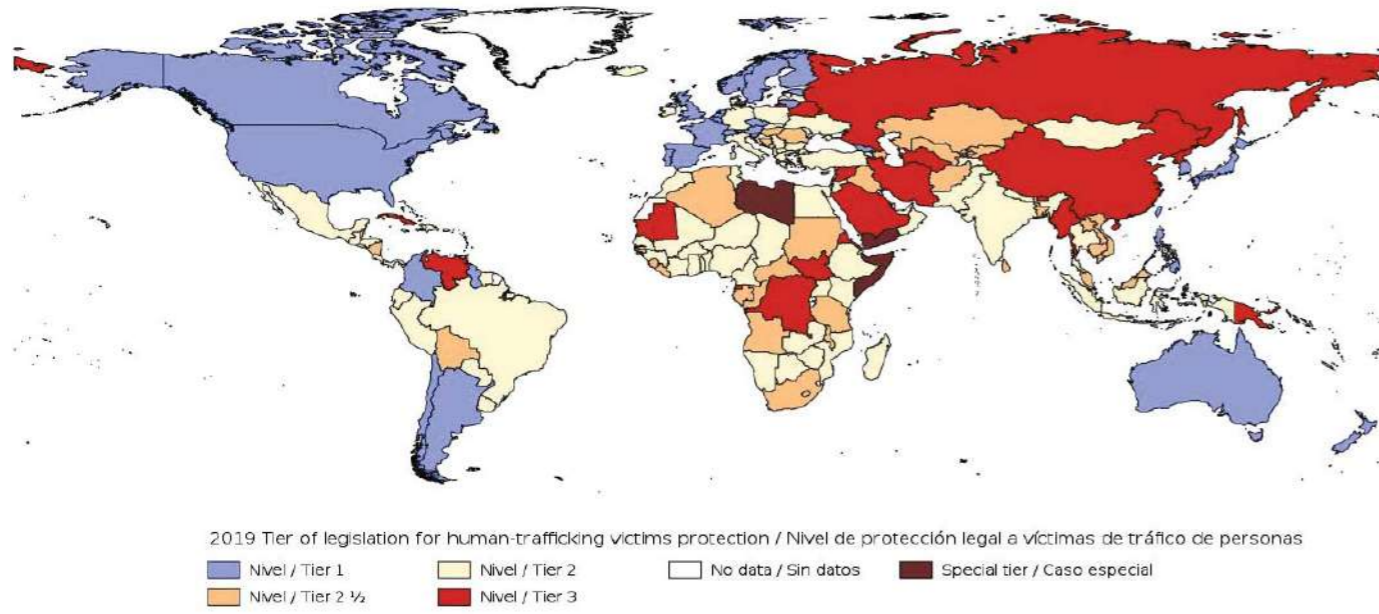 2019 Tier of legislation for human-trafficking victims protection / Nivel de protección legal a víctimas de tráfico de personas
Nivel / Tier 1
Nivel / Tier 2
No data / Sin datos
Special tier / Caso especial
Nivel / Tier 2 ½
Nivel / Tier 3